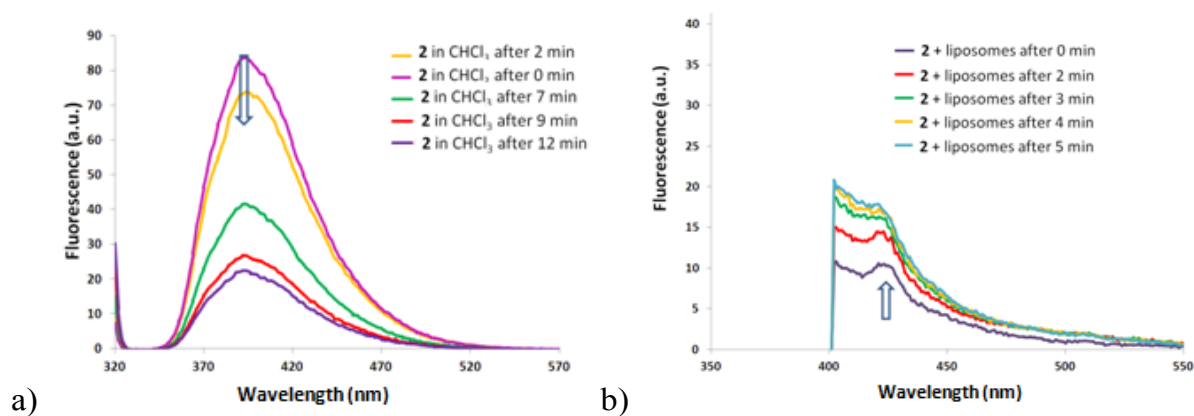 90
80
70
60
50
40
30
20
10
0
Fluorescence (a.u.)
2 in CHCl3 after 2 min
2 in CHCl3 after 0 min
2 in CHCl3 after 7 min
2 in CHCl3 after 9 min
2 in CHCl3 after 12 min
320 370 420 470 520 570
Wavelength (nm)
a)
40
35
30
25
20
15
10
5
0
Fluorescence (a.u.)
2 + liposomes after 0 min
2 + liposomes after 2 min
2 + liposomes after 3 min
2 + liposomes after 4 min
2 + liposomes after 5 min
350 400 450 500 550
Wavelength (nm)
b)